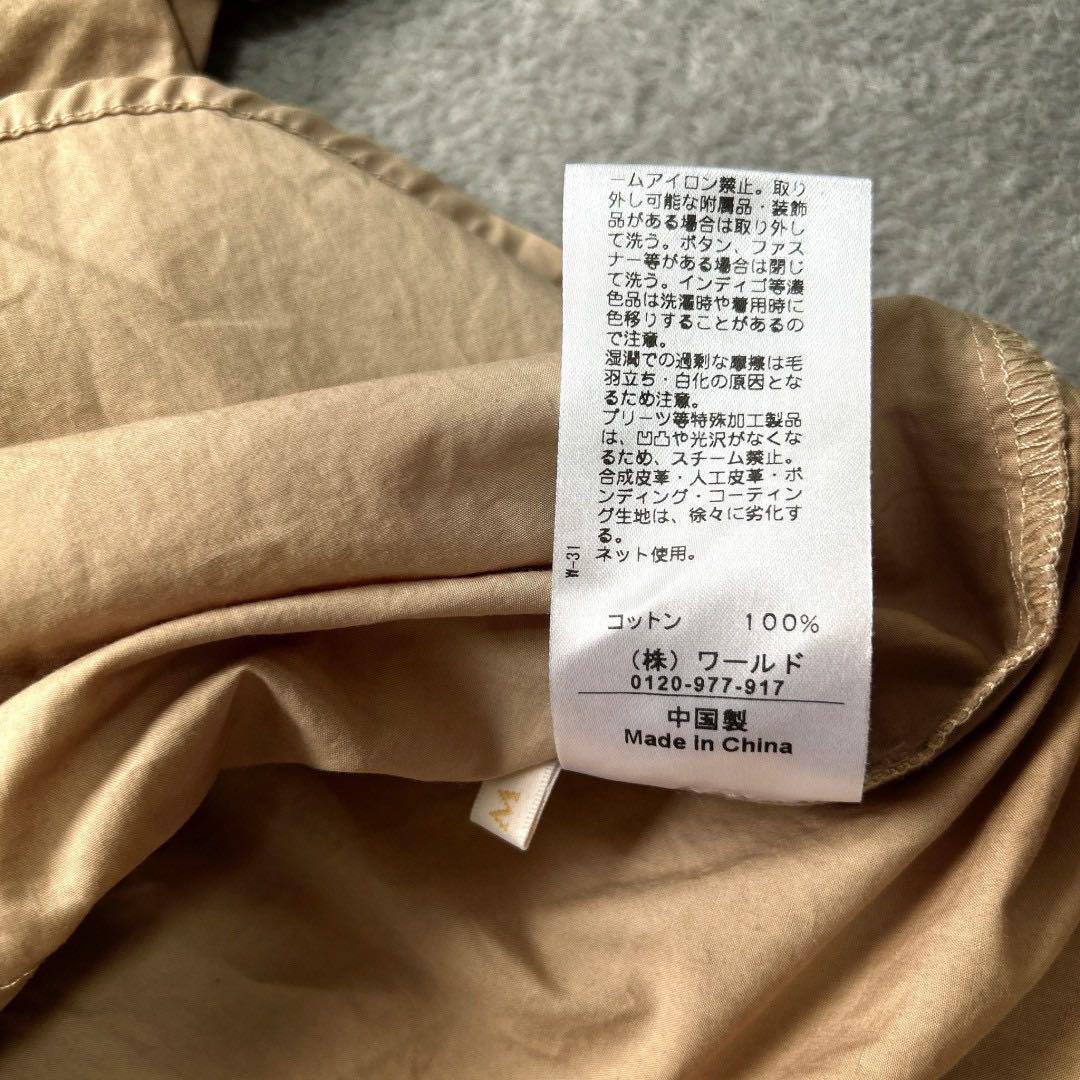 ームアイロン禁止。取り
外し可能な附属品・装飾
品がある場合は取り外し
て洗う。ボタン、ファス
ナー等がある場合は閉じ
て洗う。インディゴ等濃
色品は洗濯時や着用時に
色移りすることがあるの
で注意。
湿潤での過剰な摩擦は毛
羽立ち・白化の原因とな
るため注意。
プリーツ等特殊加工製品
は、凹凸や光沢がなくな
るため、スチーム禁止。
合成皮革・人工皮革・ボ
ンディング・コーティン
グ生地は、徐々に劣化す
る。
ネット使用。
W-31
コットン 100%
(株)ワールド
0120-977-917
中国製
Made in China
W